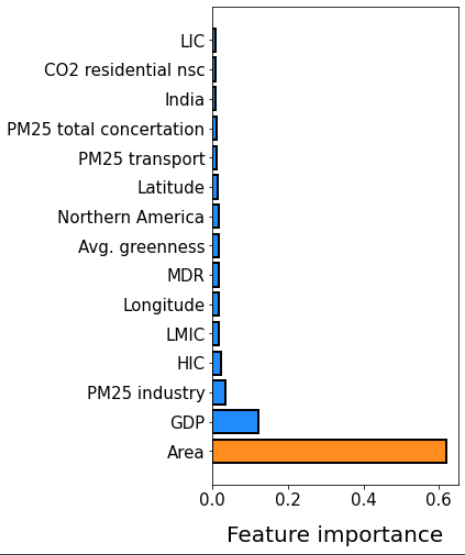 LIC
CO2 residential nsc
India
PM25 total concertation
PM25 transport
Latitude
Northern America
Avg. greenness
MDR
Longitude
LMIC
HIC
PM25 industry
GDP
Area
0.0 0.2 0.4 0.6
Feature importance